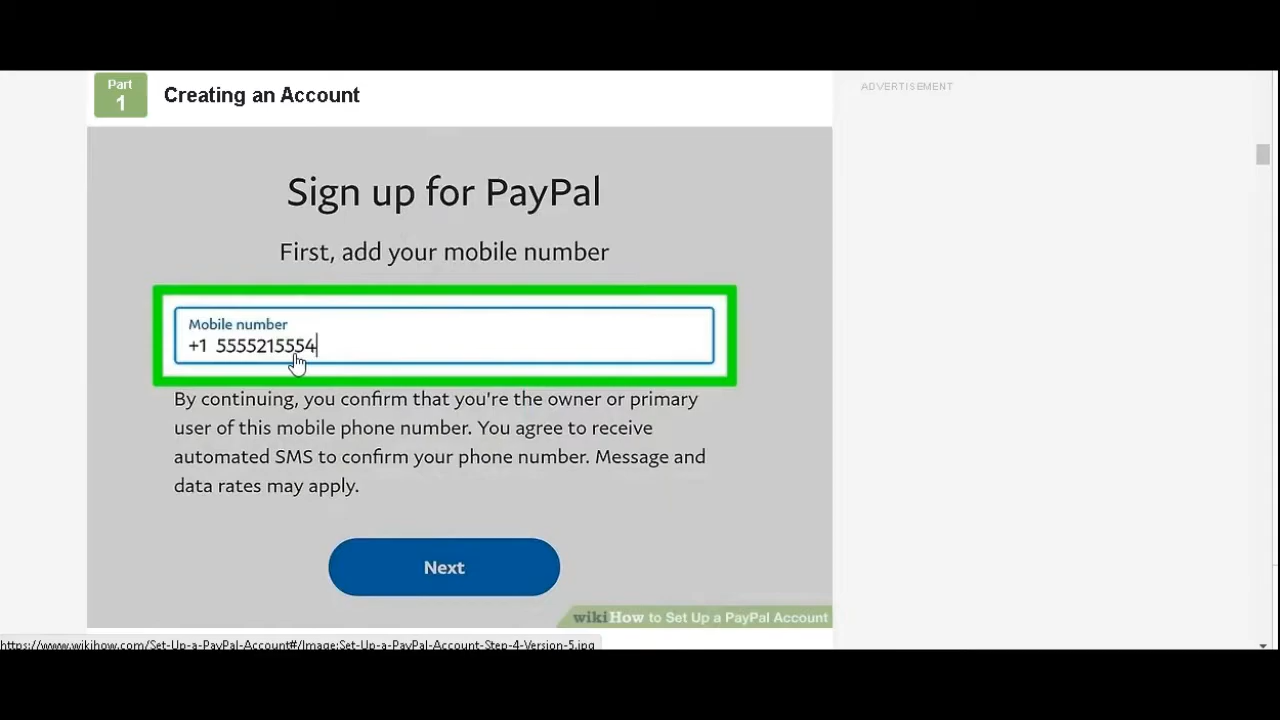 Part
1
Creating an Account
ADVERTISEMENT
Sign up for PayPal
First, add your mobile number
Mobile number
+1 5555215554
By continuing, you confirm that you're the owner or primary
user of this mobile phone number. You agree to receive
automated SMS to confirm your phone number. Message and
data rates may apply.
Next
wikiHow to Set Up a PayPal Account
https://www.wikihow.com/Set-Up-a-PayPal-Account#/Image:Set-Up-a-PayPal-Account-Step-4-Version-5.jpg